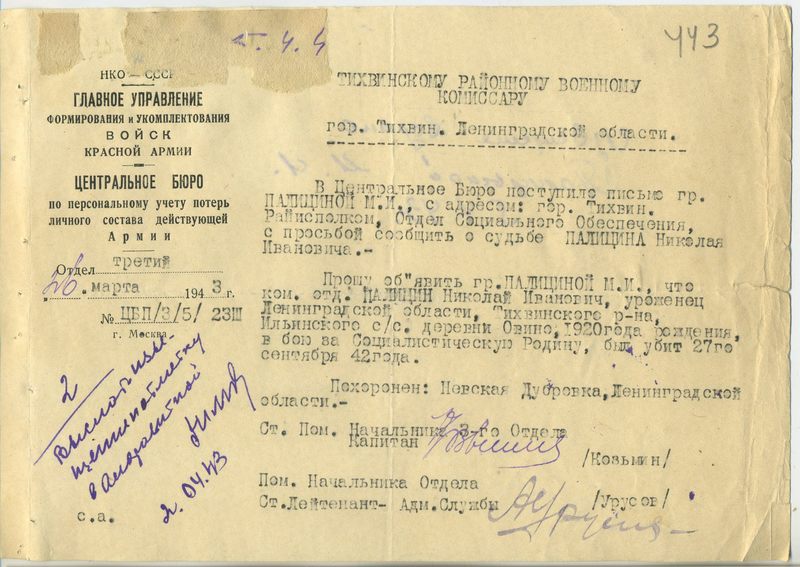 443
т. 4. 4
НКО — СССР
ГЛАВНОЕ УПРАВЛЕНИЕ
ФОРМИРОВАНИЯ и УКОМПЛЕКТОВАНИЯ
ВОЙСК
КРАСНОЙ АРМИИ
ЦЕНТРАЛЬНОЕ БЮРО
по персональному учету потерь
личного состава действующей
Армии
Отдел третий
26. марта 1943 г.
№ ЦБП/3/5/ 23Ш
г. Москва
2
2.04.43
с.а.
ТИХВИНСКОМУ РАЙОННОМУ ВОЕННОМУ
КОМИССАРУ
гор. Тихвин. Ленинградской области.
В Центральное Бюро поступило письмо гр.
ПАЛИЦИНОЙ М.И., с адресом: гор. Тихвин.
Райисполком, Отдел Социального Обеспечения,
с просьбой сообщить о судьбе ПАЛИЦИНА Николая
Ивановича.-
Прошу об"явить гр.ПАЛИЦИНОЙ М.И., что
ком. отд. ПАЛИЦИН Николай Иванович, уроженец
Ленинградской области, Тихвинского р-на,
Ильинского с/с. деревни Овино, 1920года рождения,
в бою за Социалистическую Родину, был убит 27го
сентября 42года.
Похоронен: Невская Дубровка, Ленинградской
области.-
Ст. Пом. Начальника 3-го Отдела
Капитан
/Козьмин/
Пом. Начальника Отдела
Ст.Лейтенант- Адм.Службы /Урусов/